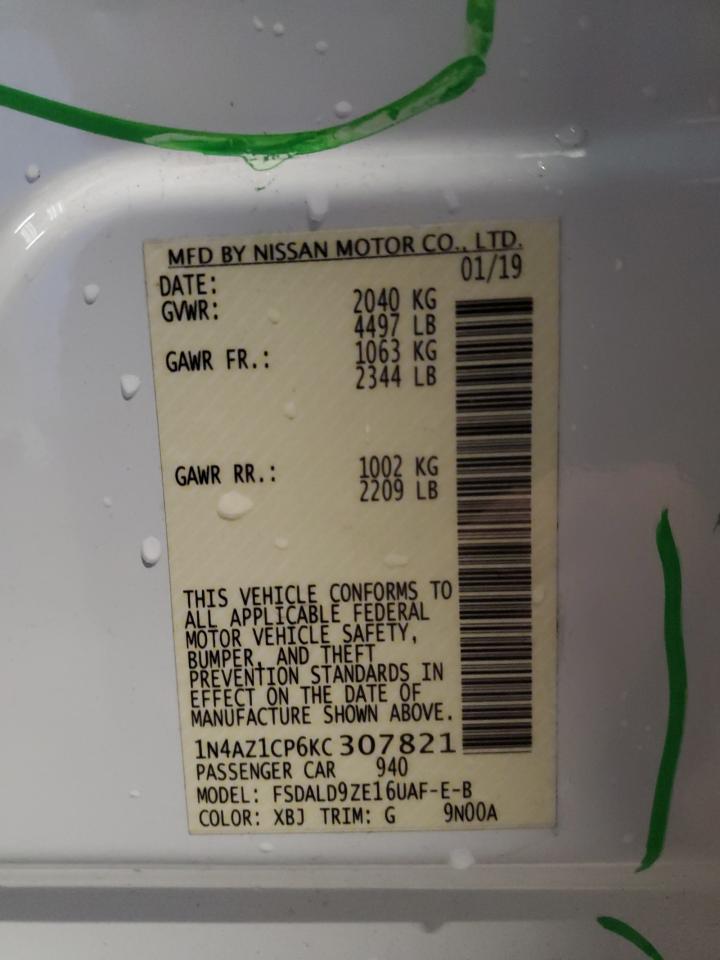 MFD BY NISSAN MOTOR CO., LTD.
DATE: 01/19
GVWR: 2040 KG
4497 LB
GAWR FR.: 1063 KG
2344 LB
GAWR RR.: 1002 KG
2209 LB
THIS VEHICLE CONFORMS TO
ALL APPLICABLE FEDERAL
MOTOR VEHICLE SAFETY,
BUMPER, AND THEFT
PREVENTION STANDARDS IN
EFFECT ON THE DATE OF
MANUFACTURE SHOWN ABOVE.
1N4AZ1CP6KC 307821
PASSENGER CAR 940
MODEL: FSDALD9ZE16UAF-E-B
COLOR: XBJ TRIM: G 9N00A